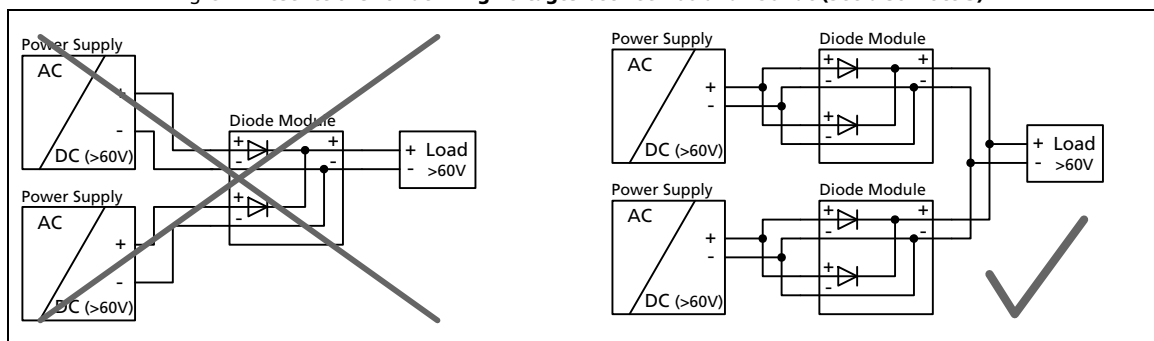 Power Supply
AC
+
-
DC (>60V)
Diode Module
+ +
- -
+
-
+ Load
- >60V
Power Supply
AC
+
-
DC (>60V)
Power Supply
AC
+
-
DC (>60V)
Diode Module
+ +
- -
+
-
+ Load
- >60V
Power Supply
AC
+
-
DC (>60V)
Diode Module
+ +
- -
+
-